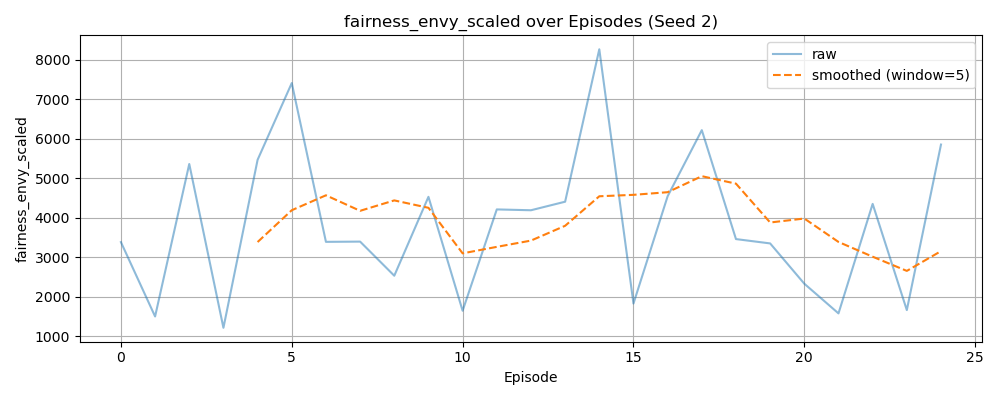 fairness_envy_scaled over Episodes (Seed 2)
raw
smoothed (window=5)
fairness_envy_scaled
8000
7000
6000
5000
4000
3000
2000
1000
0 5 10 15 20 25
Episode